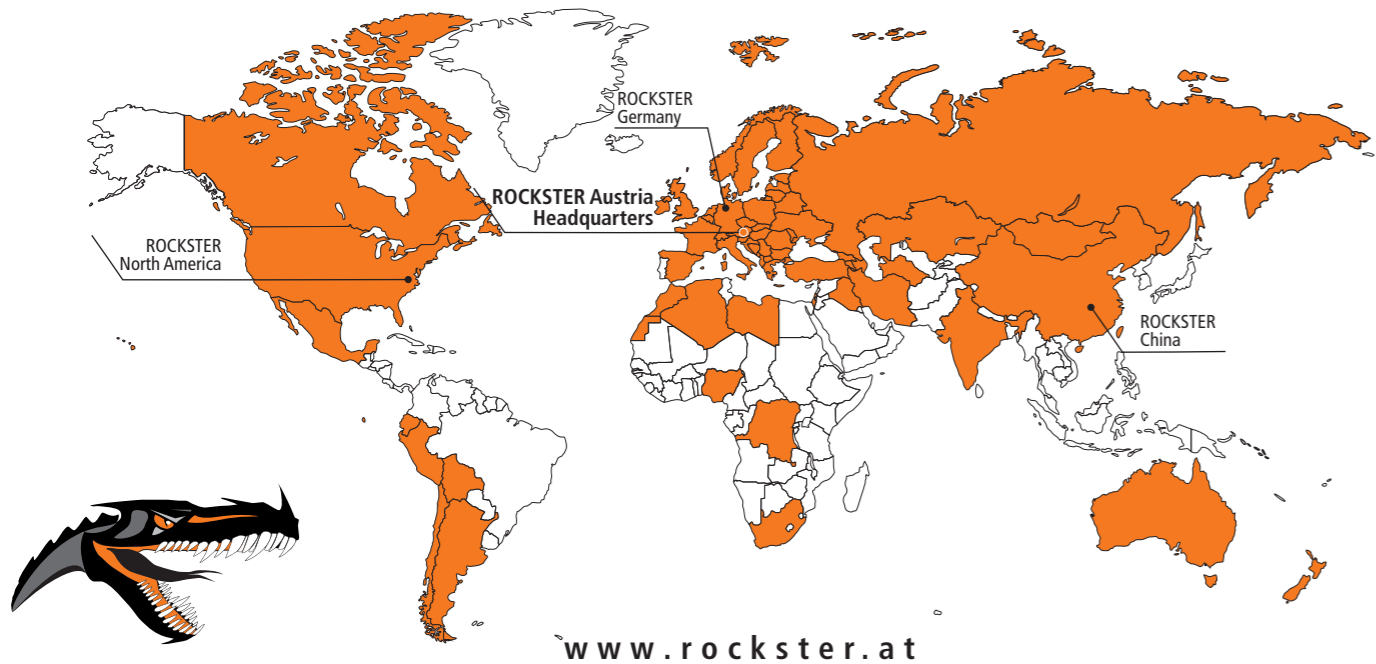 ROCKSTER
Germany
ROCKSTER Austria
Headquarters
ROCKSTER
North America
ROCKSTER
China
www.rockster.at